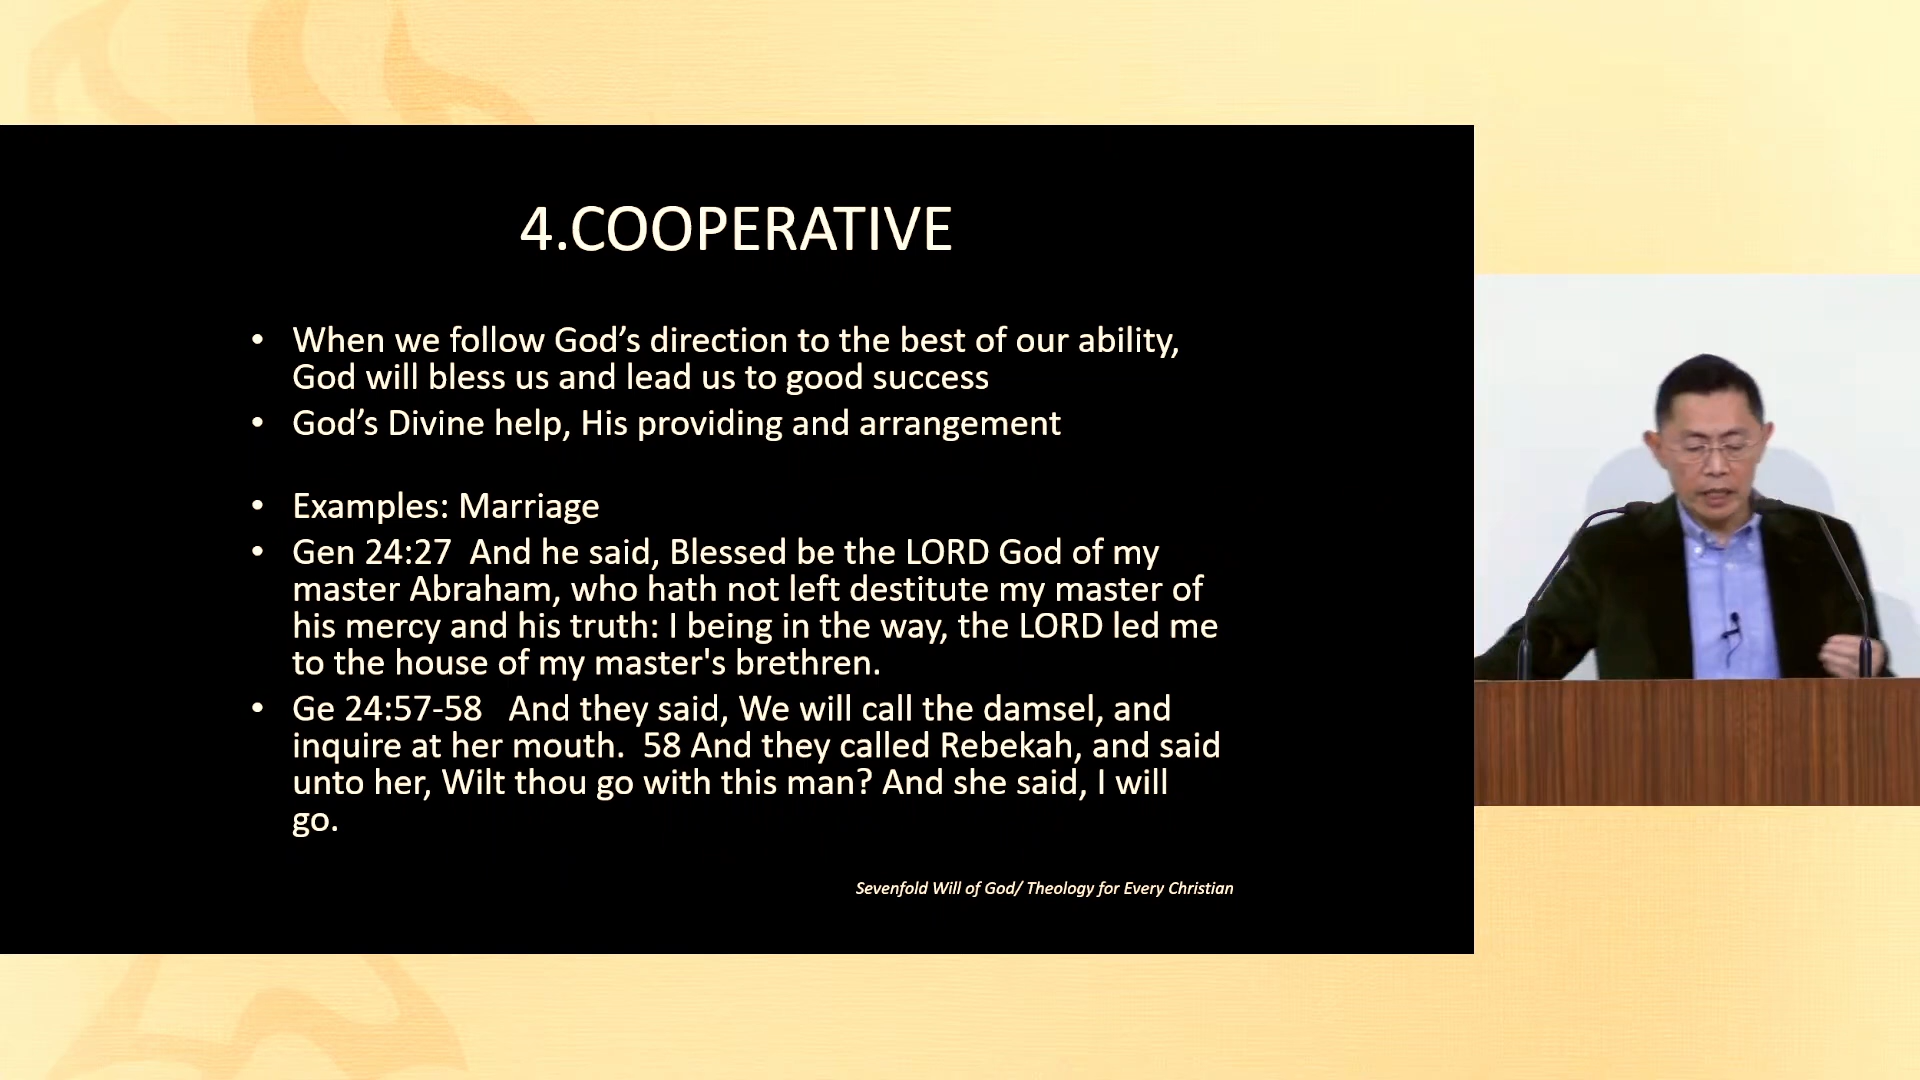 4.COOPERATIVE
• When we follow God’s direction to the best of our ability,
God will bless us and lead us to good success
• God’s Divine help, His providing and arrangement
• Examples: Marriage
• Gen 24:27  And he said, Blessed be the LORD God of my
master Abraham, who hath not left destitute my master of
his mercy and his truth: I being in the way, the LORD led me
to the house of my master's brethren.
• Ge 24:57-58   And they said, We will call the damsel, and
inquire at her mouth.  58 And they called Rebekah, and said
unto her, Wilt thou go with this man? And she said, I will
go.
Sevenfold Will of God/ Theology for Every Christian